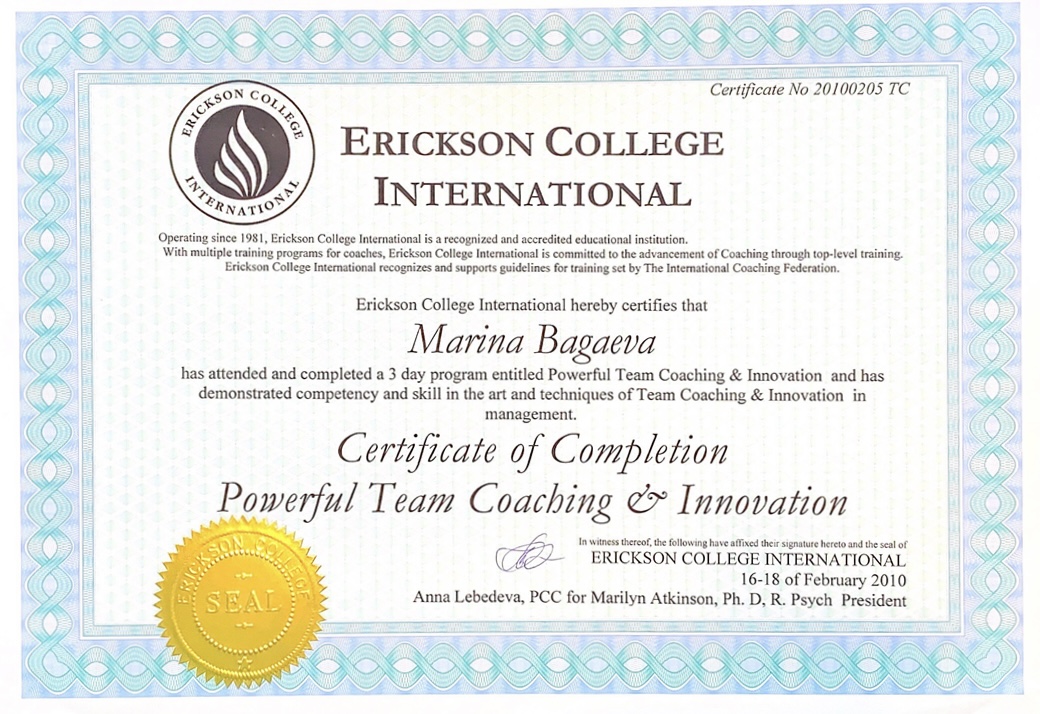 Certificate No 20100205 TC
ERICKSON COLLEGE
INTERNATIONAL
ERICKSON COLLEGE
INTERNATIONAL
Operating since 1981, Erickson College International is a recognized and accredited educational institution.
With multiple training programs for coaches, Erickson College International is committed to the advancement of Coaching through top-level training.
Erickson College International recognizes and supports guidelines for training set by The International Coaching Federation.
Erickson College International hereby certifies that
Marina Bagaeva
has attended and completed a 3 day program entitled Powerful Team Coaching & Innovation and has
demonstrated competency and skill in the art and techniques of Team Coaching & Innovation in
management.
Certificate of Completion
Powerful Team Coaching & Innovation
In witness thereof, the following have affixed their signature hereto and the seal of
ERICKSON COLLEGE INTERNATIONAL
16-18 of February 2010
Anna Lebedeva, PCC for Marilyn Atkinson, Ph. D, R. Psych President
ERICKSON COLLEGE
SEAL